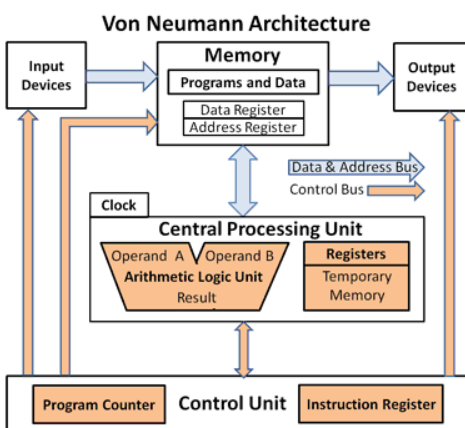 Von Neumann Architecture
Input
Devices
Memory
Programs and Data
Data Register
Address Register
Output
Devices
Data & Address Bus
Control Bus
Clock
Central Processing Unit
Operand A Operand B
Arithmetic Logic Unit
Result
Registers
Temporary
Memory
Program Counter
Control Unit
Instruction Register